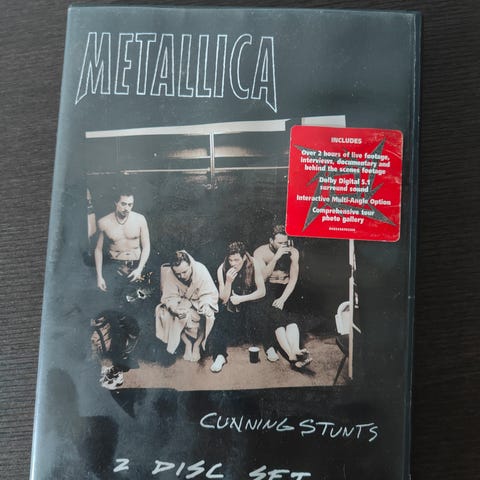 METALLICA
INCLUDES
Over 2 hours of live footage,
interviews, documentary and
behind the scenes footage
Dolby Digital 5.1
surround sound
Interactive Multi-Angle Option
Comprehensive tour
photo gallery
CUNNING STUNTS
2 DISC SET